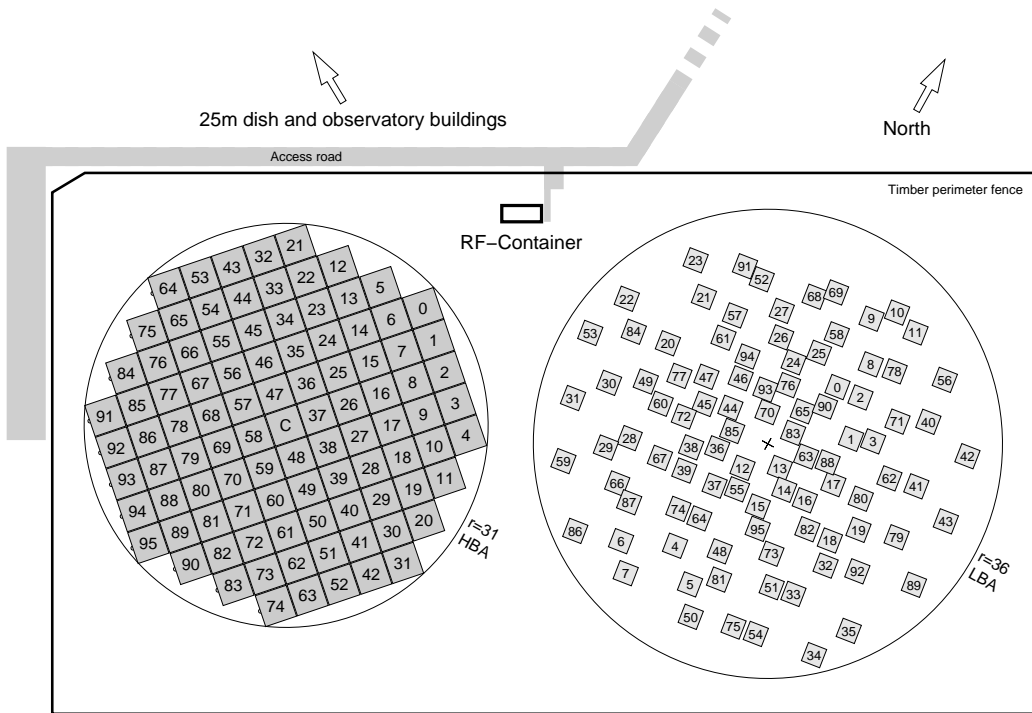 25m dish and observatory buildings
North
Access road
Timber perimeter fence
RF−Container
64 53 43 32 21
75 65 54 44 33 22 12
84 76 66 55 45 34 23 13 5
91 85 77 67 56 46 35 24 14 6 0
92 86 78 68 57 47 36 25 15 7 1
93 87 79 69 58 C 37 26 16 8 2
94 88 80 70 59 48 38 27 17 9 3
95 89 81 71 60 49 39 28 18 10 4
90 82 72 61 50 40 29 19 11
83 73 62 51 41 30 20
74 63 52 42 31
r=31
HBA
23 91 52
22 21 68 69
57 27 9 10
53 84 20 61 26 58 11
94 24 25 8 78
31 30 49 77 47 46 93 76 0 2 56
60 72 45 44 70 65 90 71 40
29 28 85 83 1 3
59 67 38 36 63 88 42
39 12 13
66 37 55 14 17 62 41
87 74 64 15 16 80
86 6 4 48 95 73 82 18 19 79 43
7 5 81 51 33 32 92 89
50 75 54 35
34
r=36
LBA